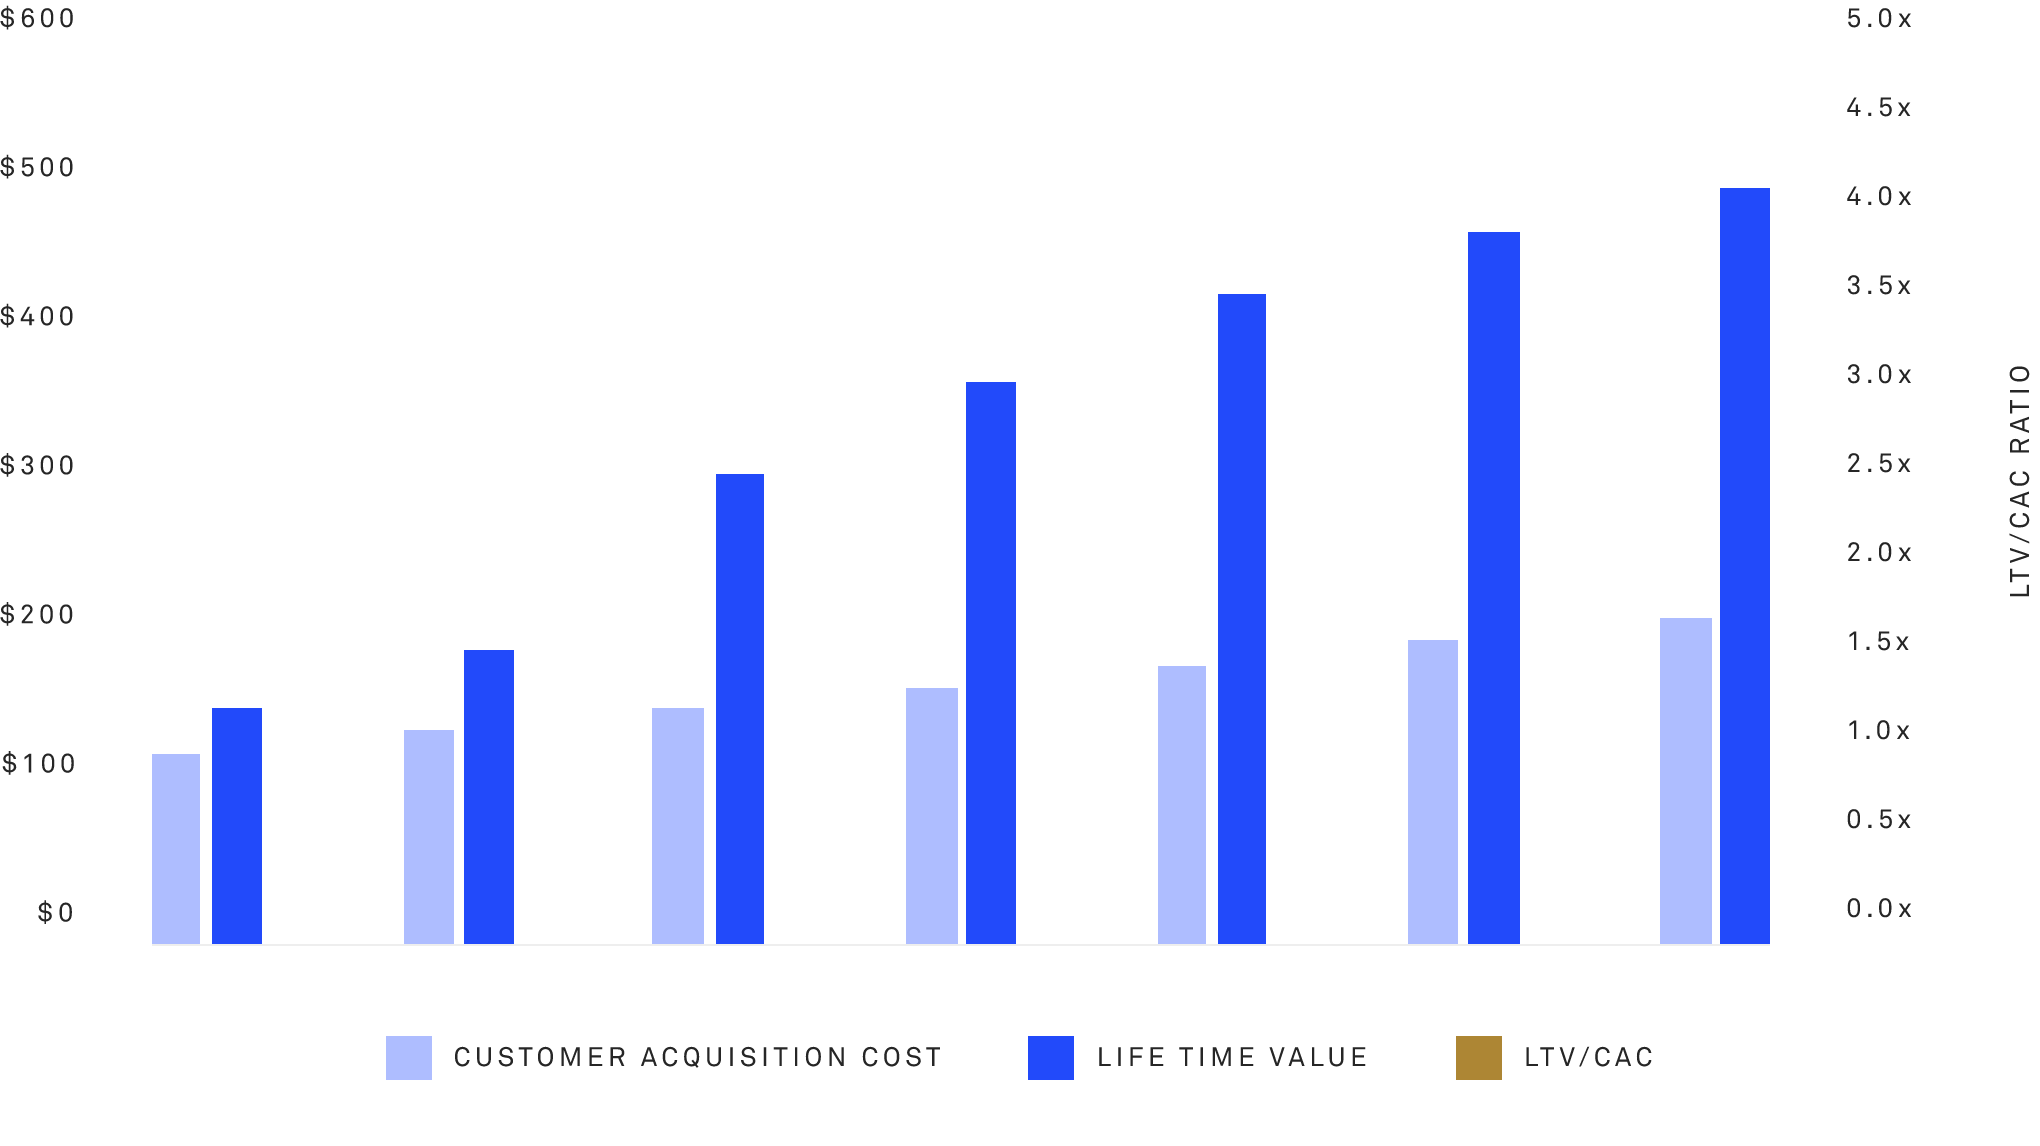 $600
$500
$400
$300
$200
$100
$0
5.0x
4.5x
4.0x
3.5x
3.0x
2.5x
2.0x
1.5x
1.0x
0.5x
0.0x
LTV/CAC RATIO
CUSTOMER ACQUISITION COST
LIFE TIME VALUE
LTV/CAC